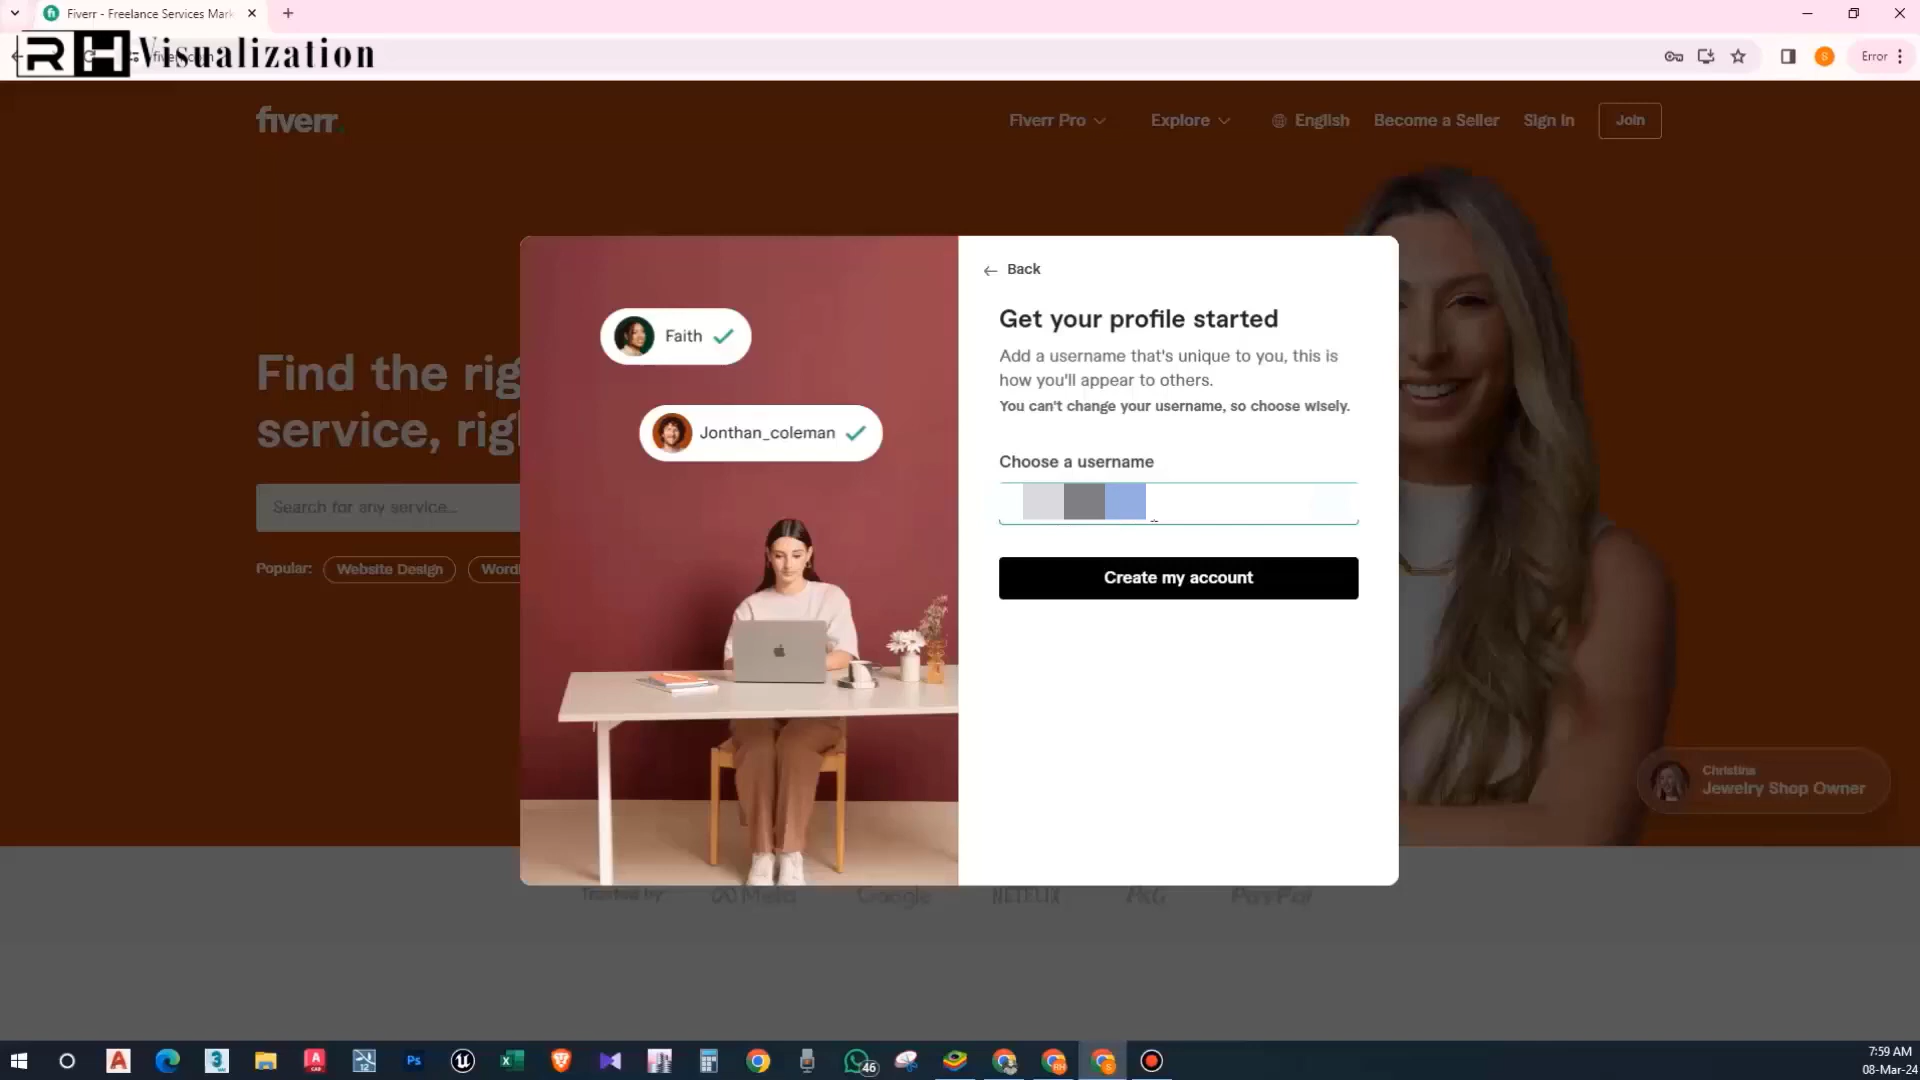 Fiverr - Freelance Services Mark
RH Visualization
Error
fiverr.
Fiverr Pro
Explore
English
Become a Seller
Sign in
Join
Back
Get your profile started
Add a username that's unique to you, this is
how you'll appear to others.
You can't change your username, so choose wisely.
Choose a username
Create my account
Faith
Jonthan_coleman
Find the rig
service, rig
Search for any service...
Popular:
Website Design
Word
Christina
Jewelry Shop Owner
Trusted by
Meta
Google
NETFLIX
P&G
PayPal
46
7:59 AM
08-Mar-24